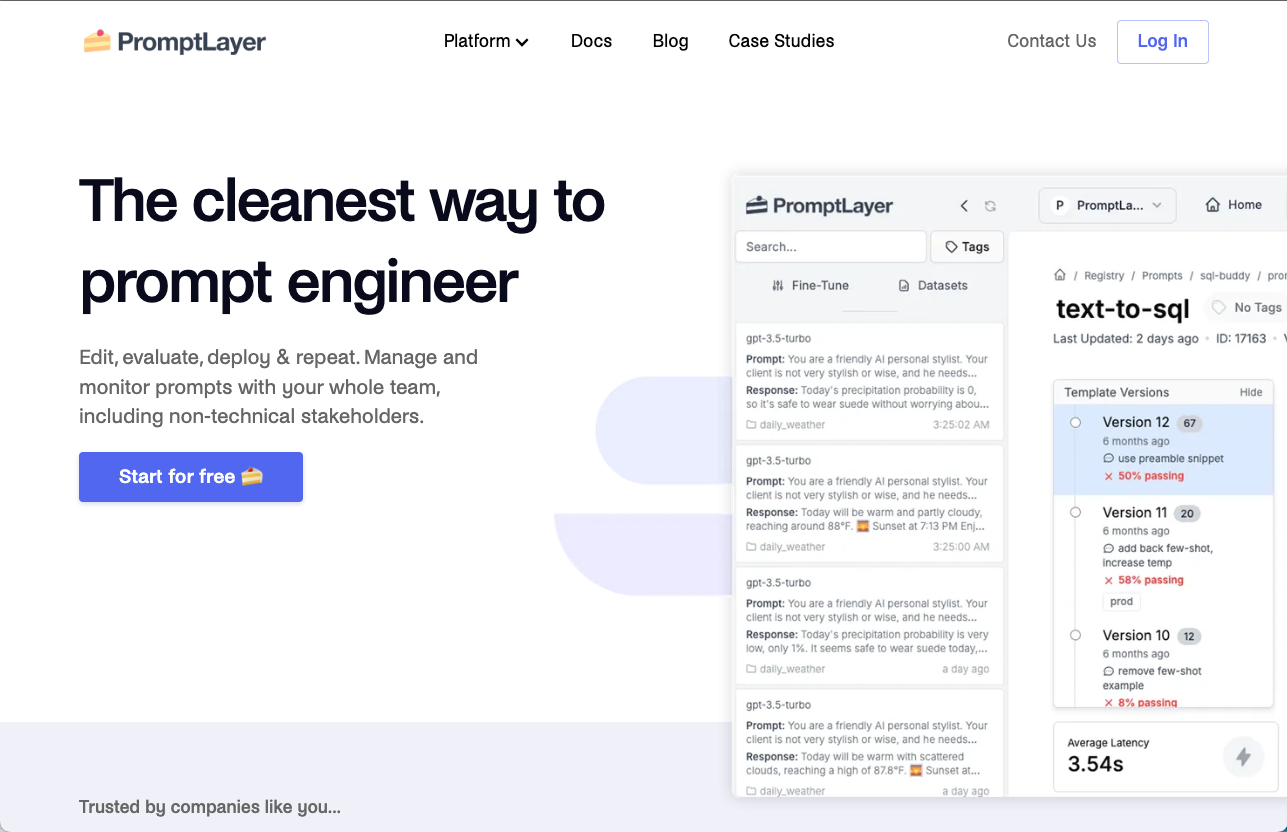 PromptLayer
Platform
Docs
Blog
Case Studies
Contact Us
Log In
The cleanest way to
prompt engineer
Edit, evaluate, deploy & repeat. Manage and
monitor prompts with your whole team,
including non-technical stakeholders.
Start for free
PromptLayer
Search...
Tags
Fine-Tune
Datasets
gpt-3.5-turbo
Prompt: You are a friendly AI personal stylist. Your
client is not very stylish or wise, and he needs...
Response: Today's precipitation probability is 0,
so it's safe to wear suede without worrying abou...
daily_weather
3:25:02 AM
gpt-3.5-turbo
Prompt: You are a friendly AI personal stylist. Your
client is not very stylish or wise, and he needs...
Response: Today will be warm and partly cloudy,
reaching around 88°F. 🌇 Sunset at 7:13 PM Enj...
daily_weather
3:25:00 AM
gpt-3.5-turbo
Prompt: You are a friendly AI personal stylist. Your
client is not very stylish or wise, and he needs...
Response: Today's precipitation probability is very
low, only 1%. It seems safe to wear suede today,...
daily_weather
a day ago
gpt-3.5-turbo
Prompt: You are a friendly AI personal stylist. Your
client is not very stylish or wise, and he needs...
Response: Today will be warm with scattered
clouds, reaching a high of 87.8°F. 🌇 Sunset at...
daily_weather
a day ago
P PromptLa...
Home
/ Registry / Prompts / sql-buddy /
text-to-sql
No Tags
Last Updated: 2 days ago • ID: 17163 •
Template Versions
Hide
Version 12 67
6 months ago
use preamble snippet
50% passing
Version 11 20
6 months ago
add back few-shot,
increase temp
58% passing
prod
Version 10 12
6 months ago
remove few-shot
example
8% passing
Average Latency
3.54s
Trusted by companies like you...